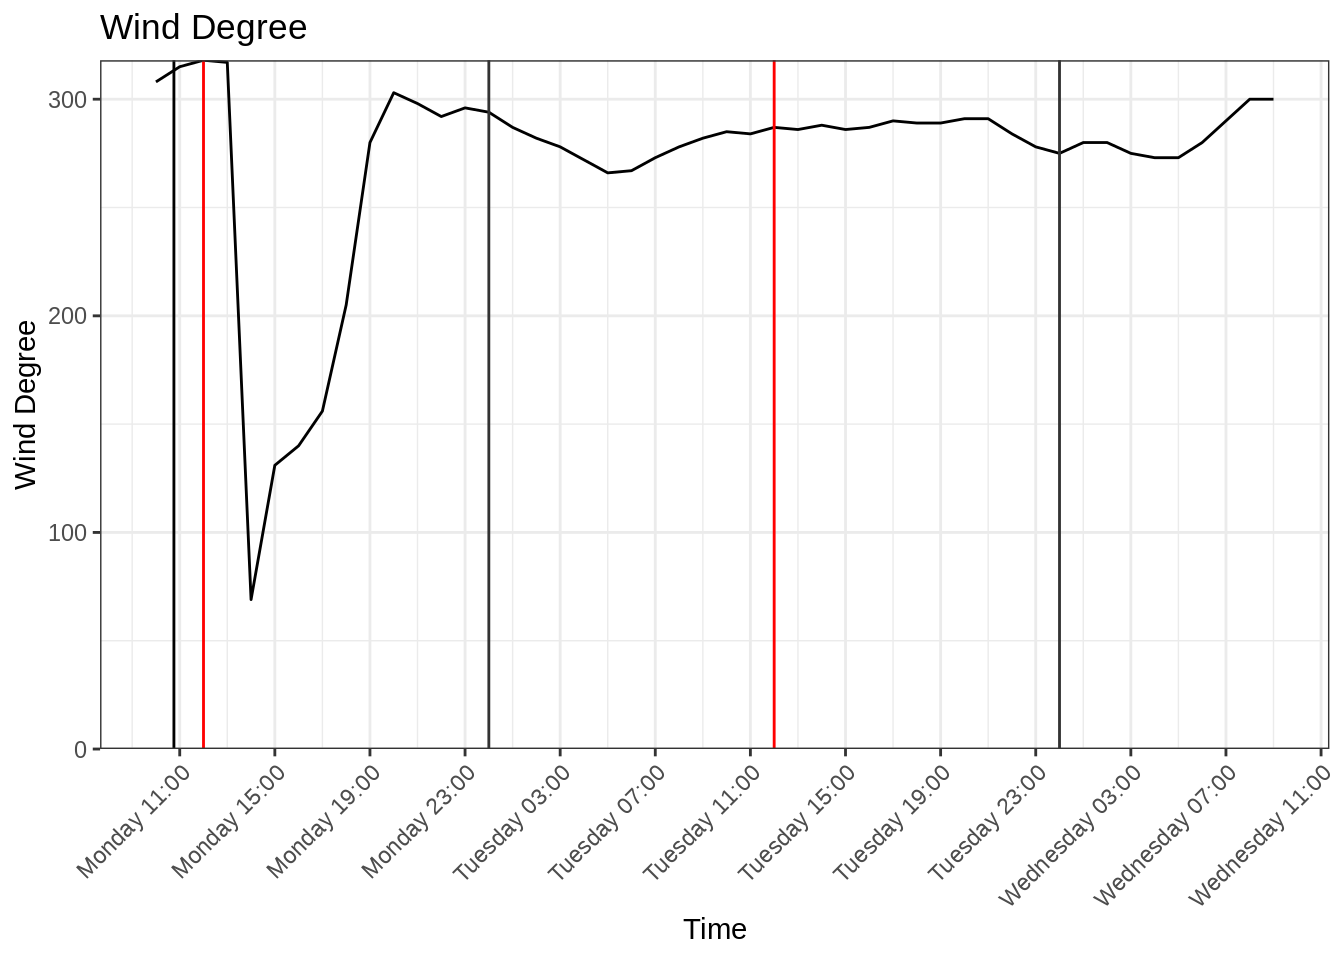 Wind Degree
Wind Degree
300
200
100
0
Monday 11:00
Monday 15:00
Monday 19:00
Monday 23:00
Tuesday 03:00
Tuesday 07:00
Tuesday 11:00
Tuesday 15:00
Tuesday 19:00
Tuesday 23:00
Wednesday 03:00
Wednesday 07:00
Wednesday 11:00
Time